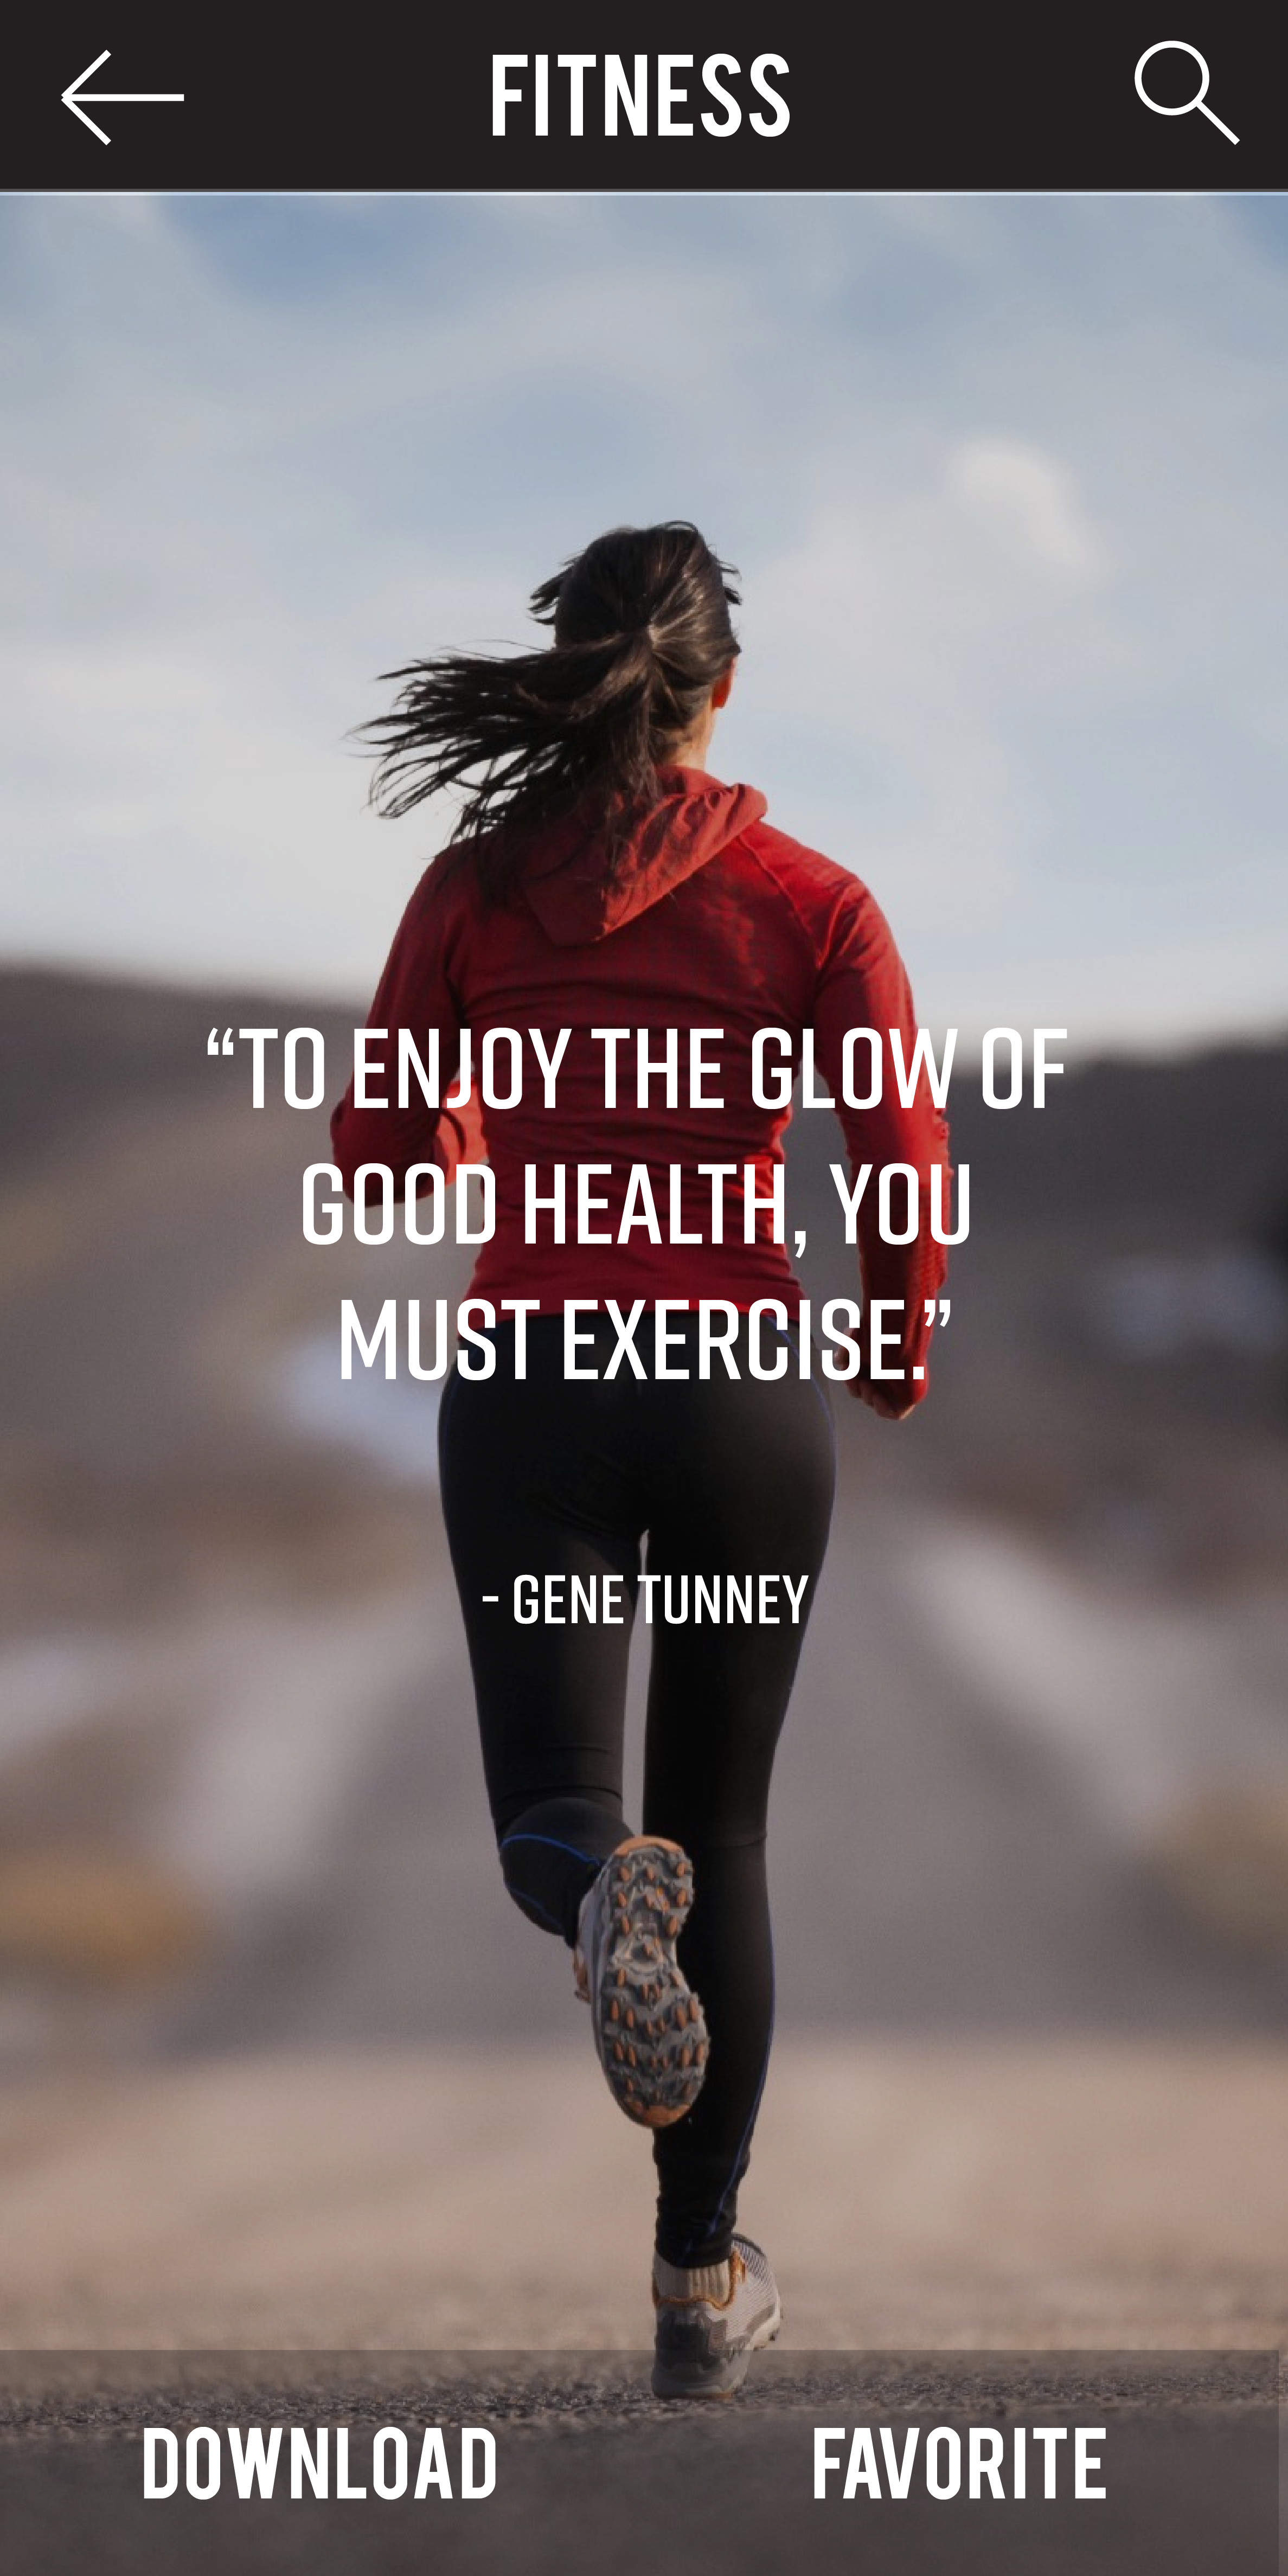 FITNESS
“TO ENJOY THE GLOW OF
GOOD HEALTH, YOU
MUST EXERCISE.”
- GENE TUNNEY
DOWNLOAD
FAVORITE